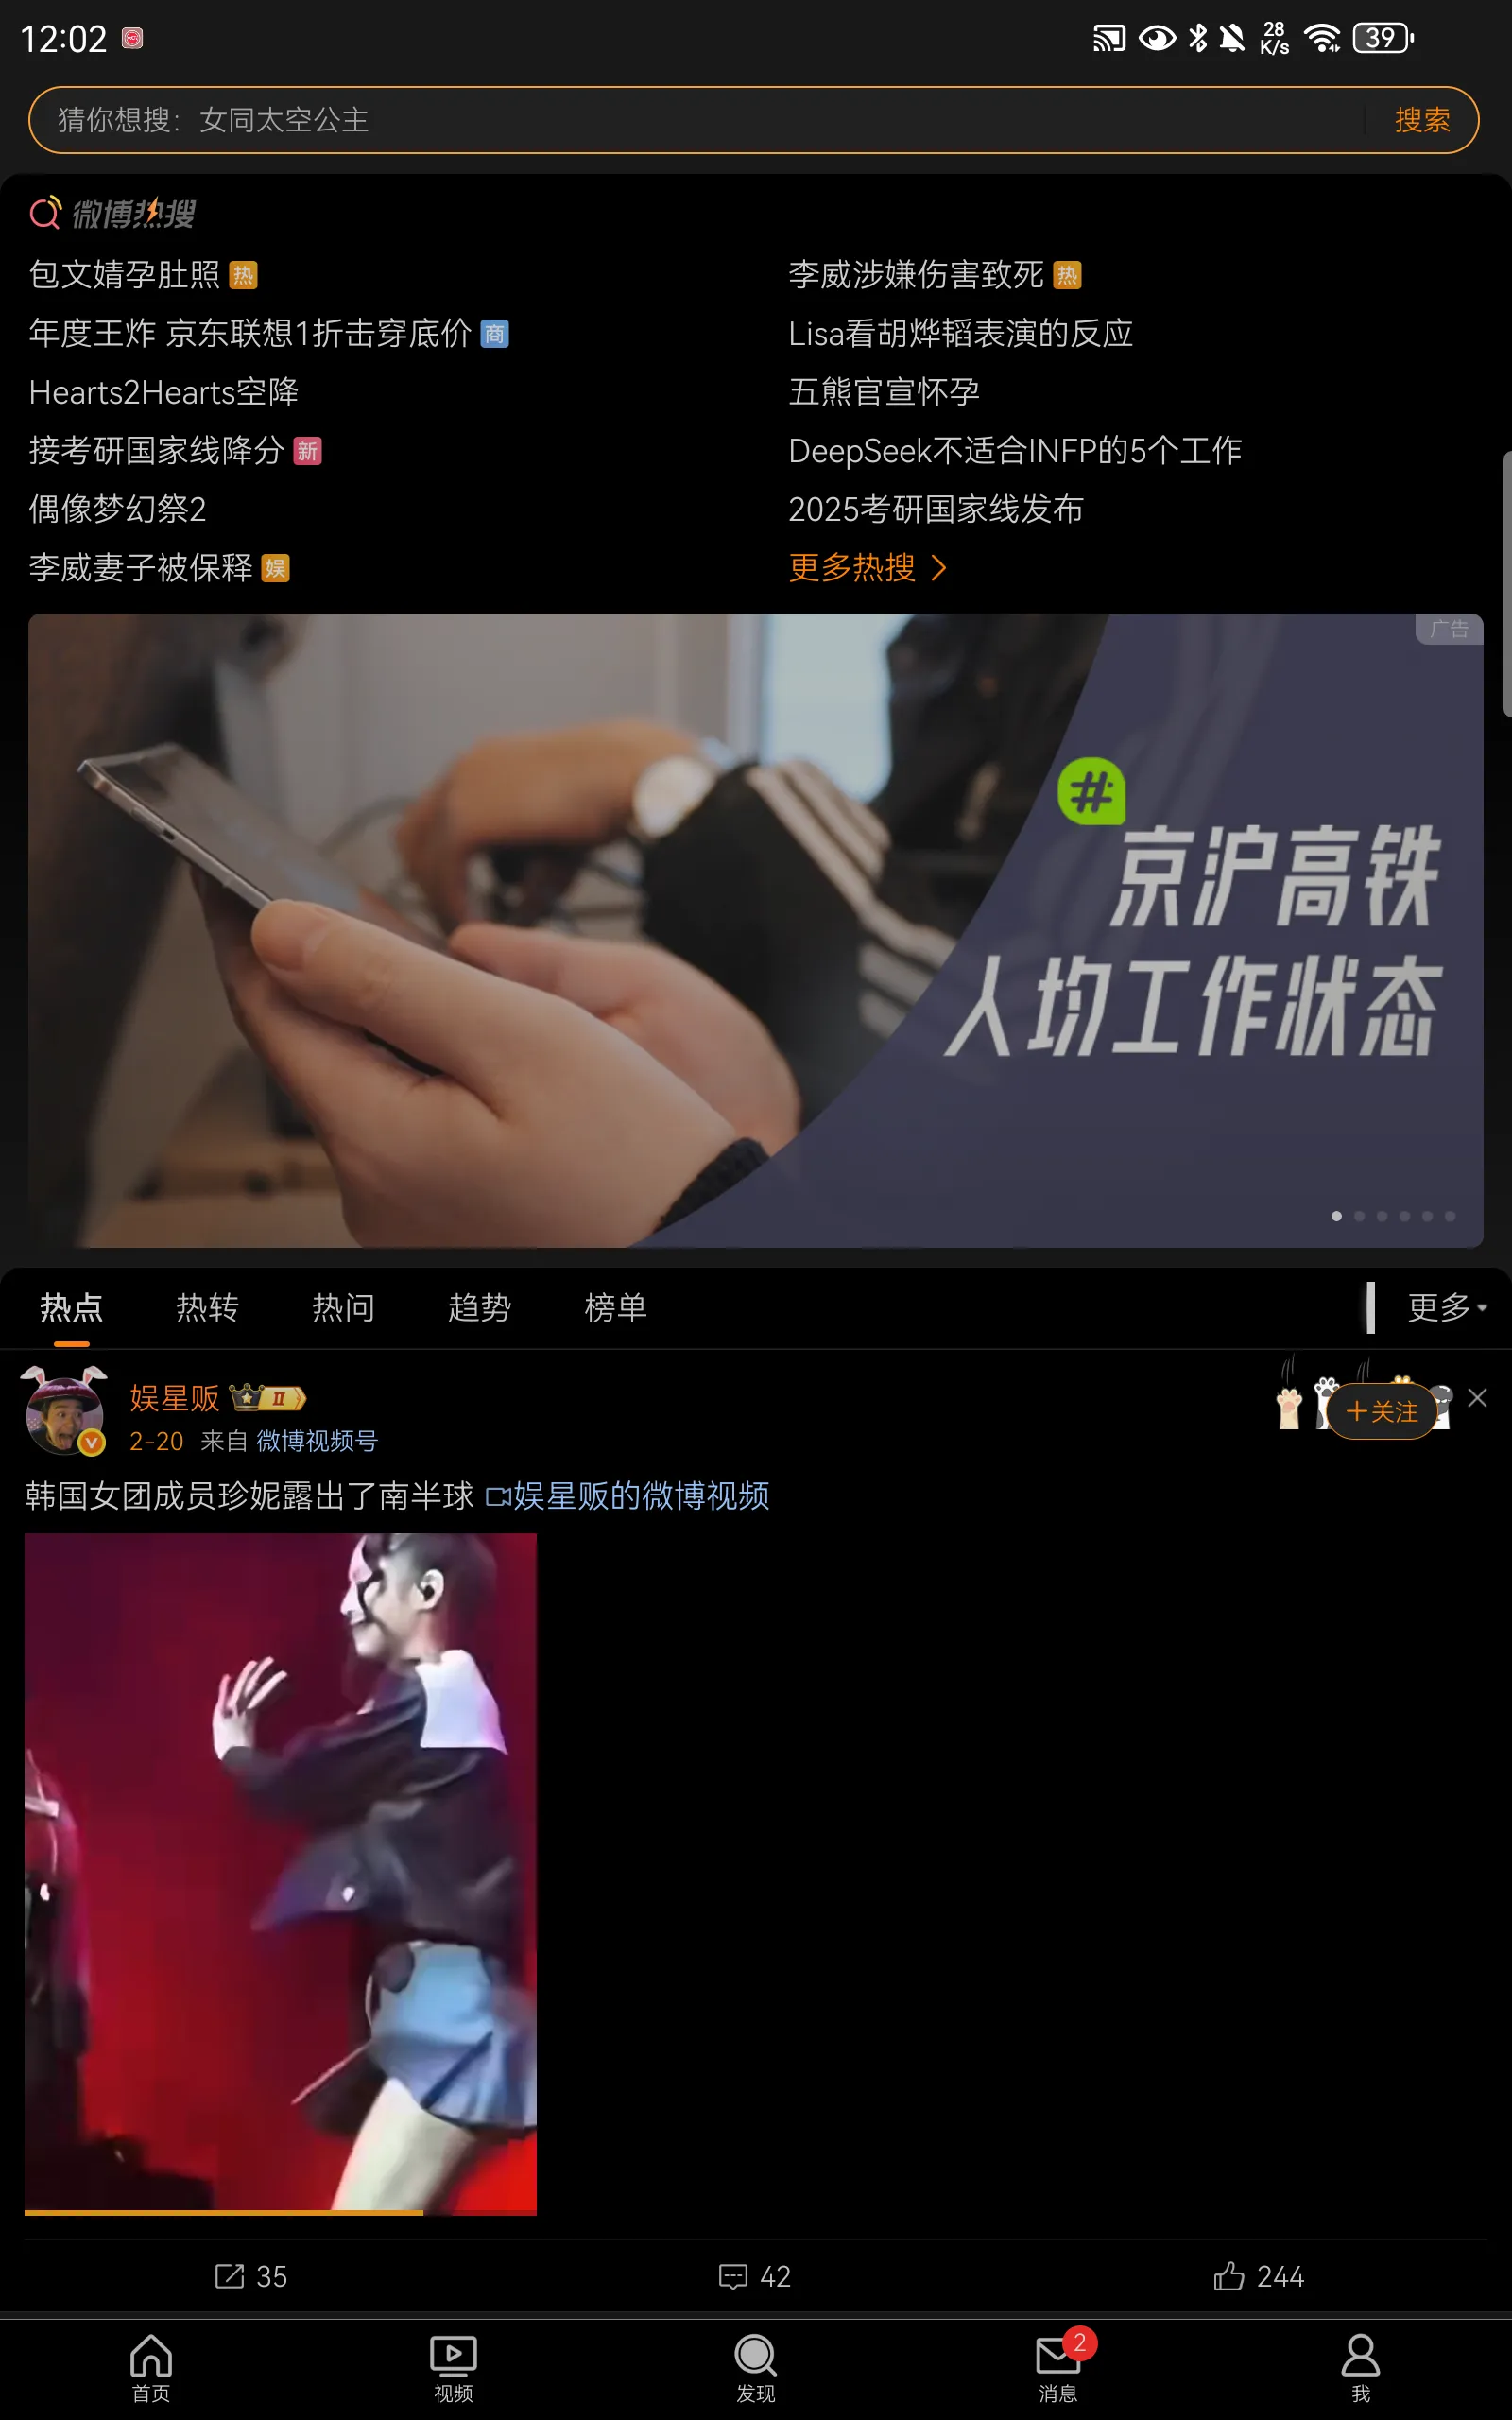 12:02
28
K/s
39
猜你想搜：女同太空公主
搜索
微博热搜
包文婧孕肚照 热
李威涉嫌伤害致死 热
年度王炸 京东联想1折击穿底价 商
Lisa看胡烨韬表演的反应
Hearts2Hearts空降
五熊官宣怀孕
接考研国家线降分 新
DeepSeek不适合INFP的5个工作
偶像梦幻祭2
2025考研国家线发布
李威妻子被保释 娱
更多热搜
广告
#
京沪高铁
人均工作状态
热点
热转
热问
趋势
榜单
更多
娱星贩 II
+关注
2-20 来自 微博视频号
韩国女团成员珍妮露出了南半球 娱星贩的微博视频
35
42
244
2
首页
视频
发现
消息
我